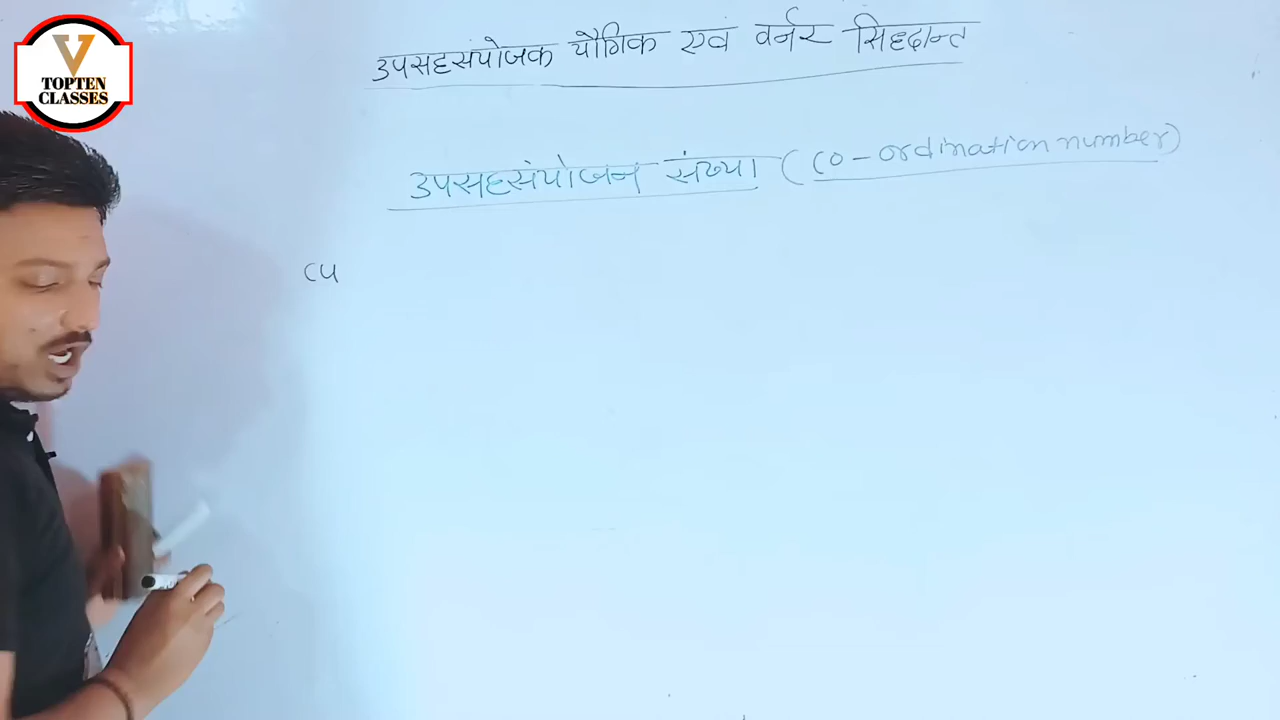 V
TOPTEN
CLASSES
उपसहसंयोजक यौगिक एवं वर्नर सिद्धान्त
उपसहसंयोजन संख्या (co-ordination number)
cu